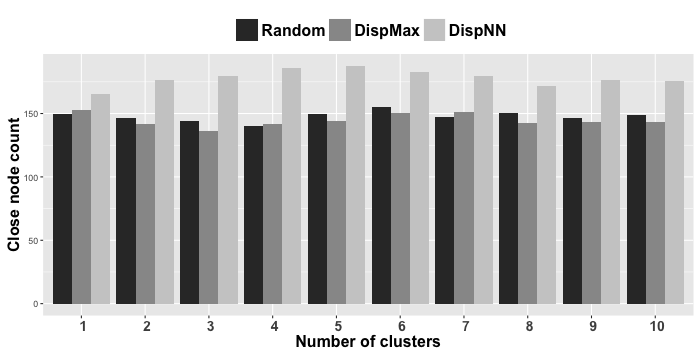 Random DispMax DispNN
Close node count
150
100
50
0
1 2 3 4 5 6 7 8 9 10
Number of clusters